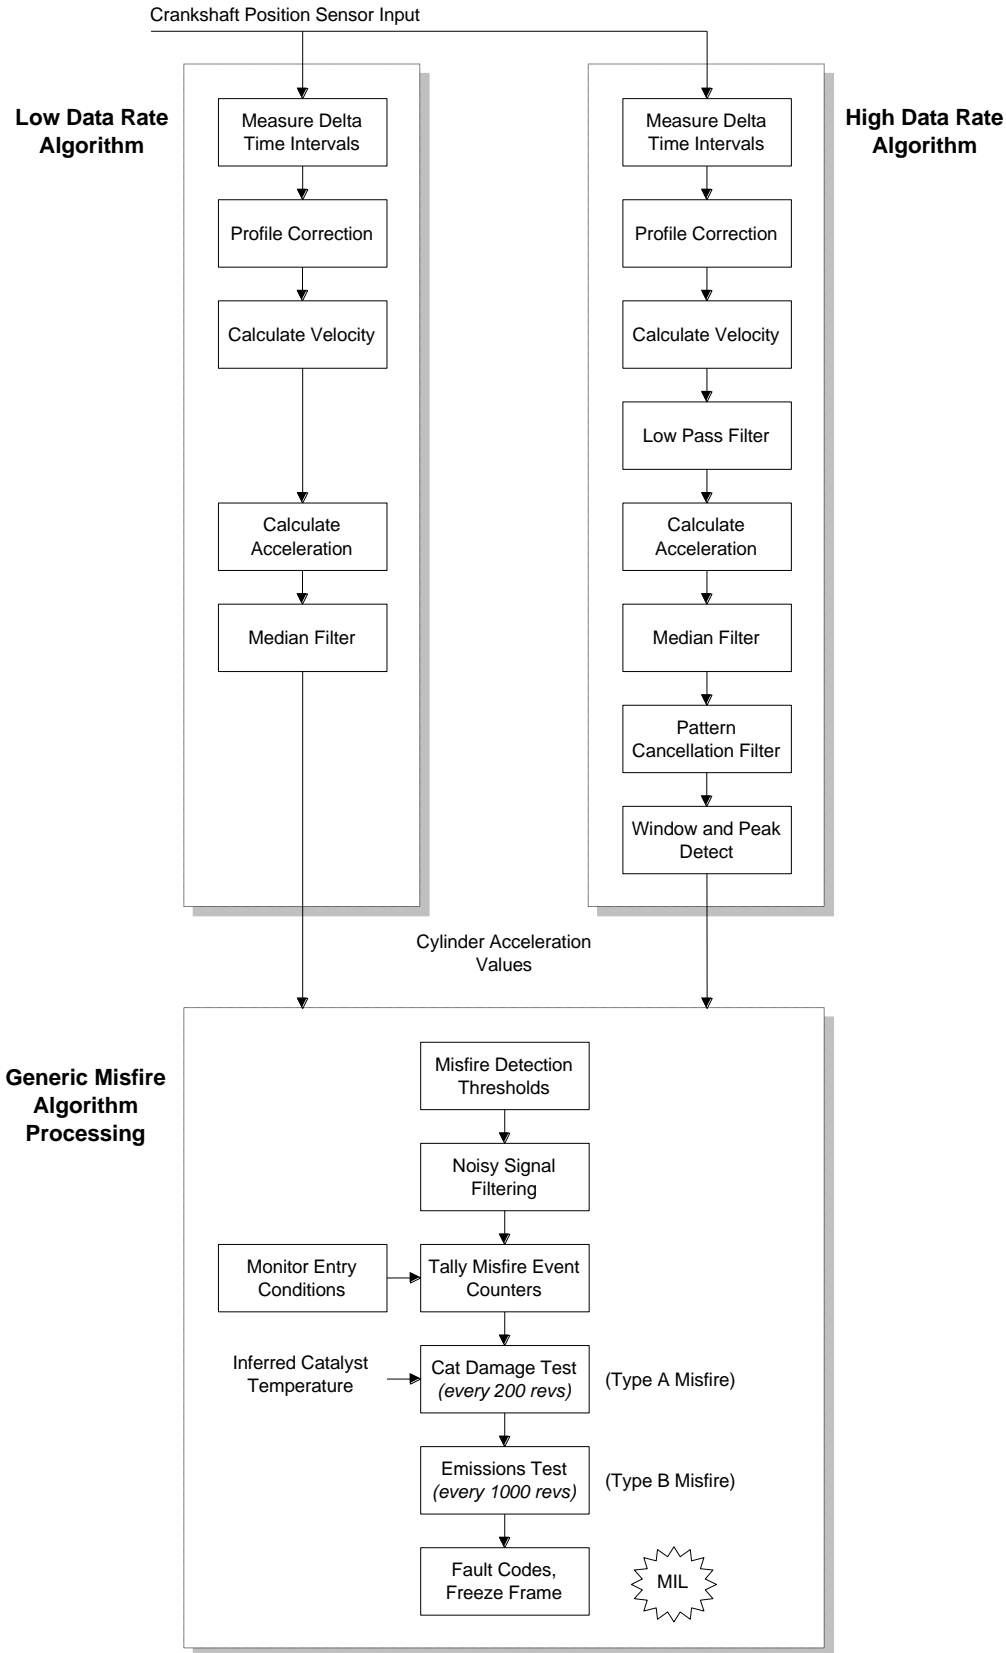 Crankshaft Position Sensor Input
Low Data Rate
Algorithm
Measure Delta
Time Intervals
Profile Correction
Calculate Velocity
Calculate
Acceleration
Median Filter
High Data Rate
Algorithm
Measure Delta
Time Intervals
Profile Correction
Calculate Velocity
Low Pass Filter
Calculate
Acceleration
Median Filter
Pattern
Cancellation Filter
Window and Peak
Detect
Cylinder Acceleration
Values
Generic Misfire
Algorithm
Processing
Misfire Detection
Thresholds
Noisy Signal
Filtering
Monitor Entry
Conditions
Tally Misfire Event
Counters
Inferred Catalyst
Temperature
Cat Damage Test
(every 200 revs)
(Type A Misfire)
Emissions Test
(every 1000 revs)
(Type B Misfire)
Fault Codes,
Freeze Frame
MIL